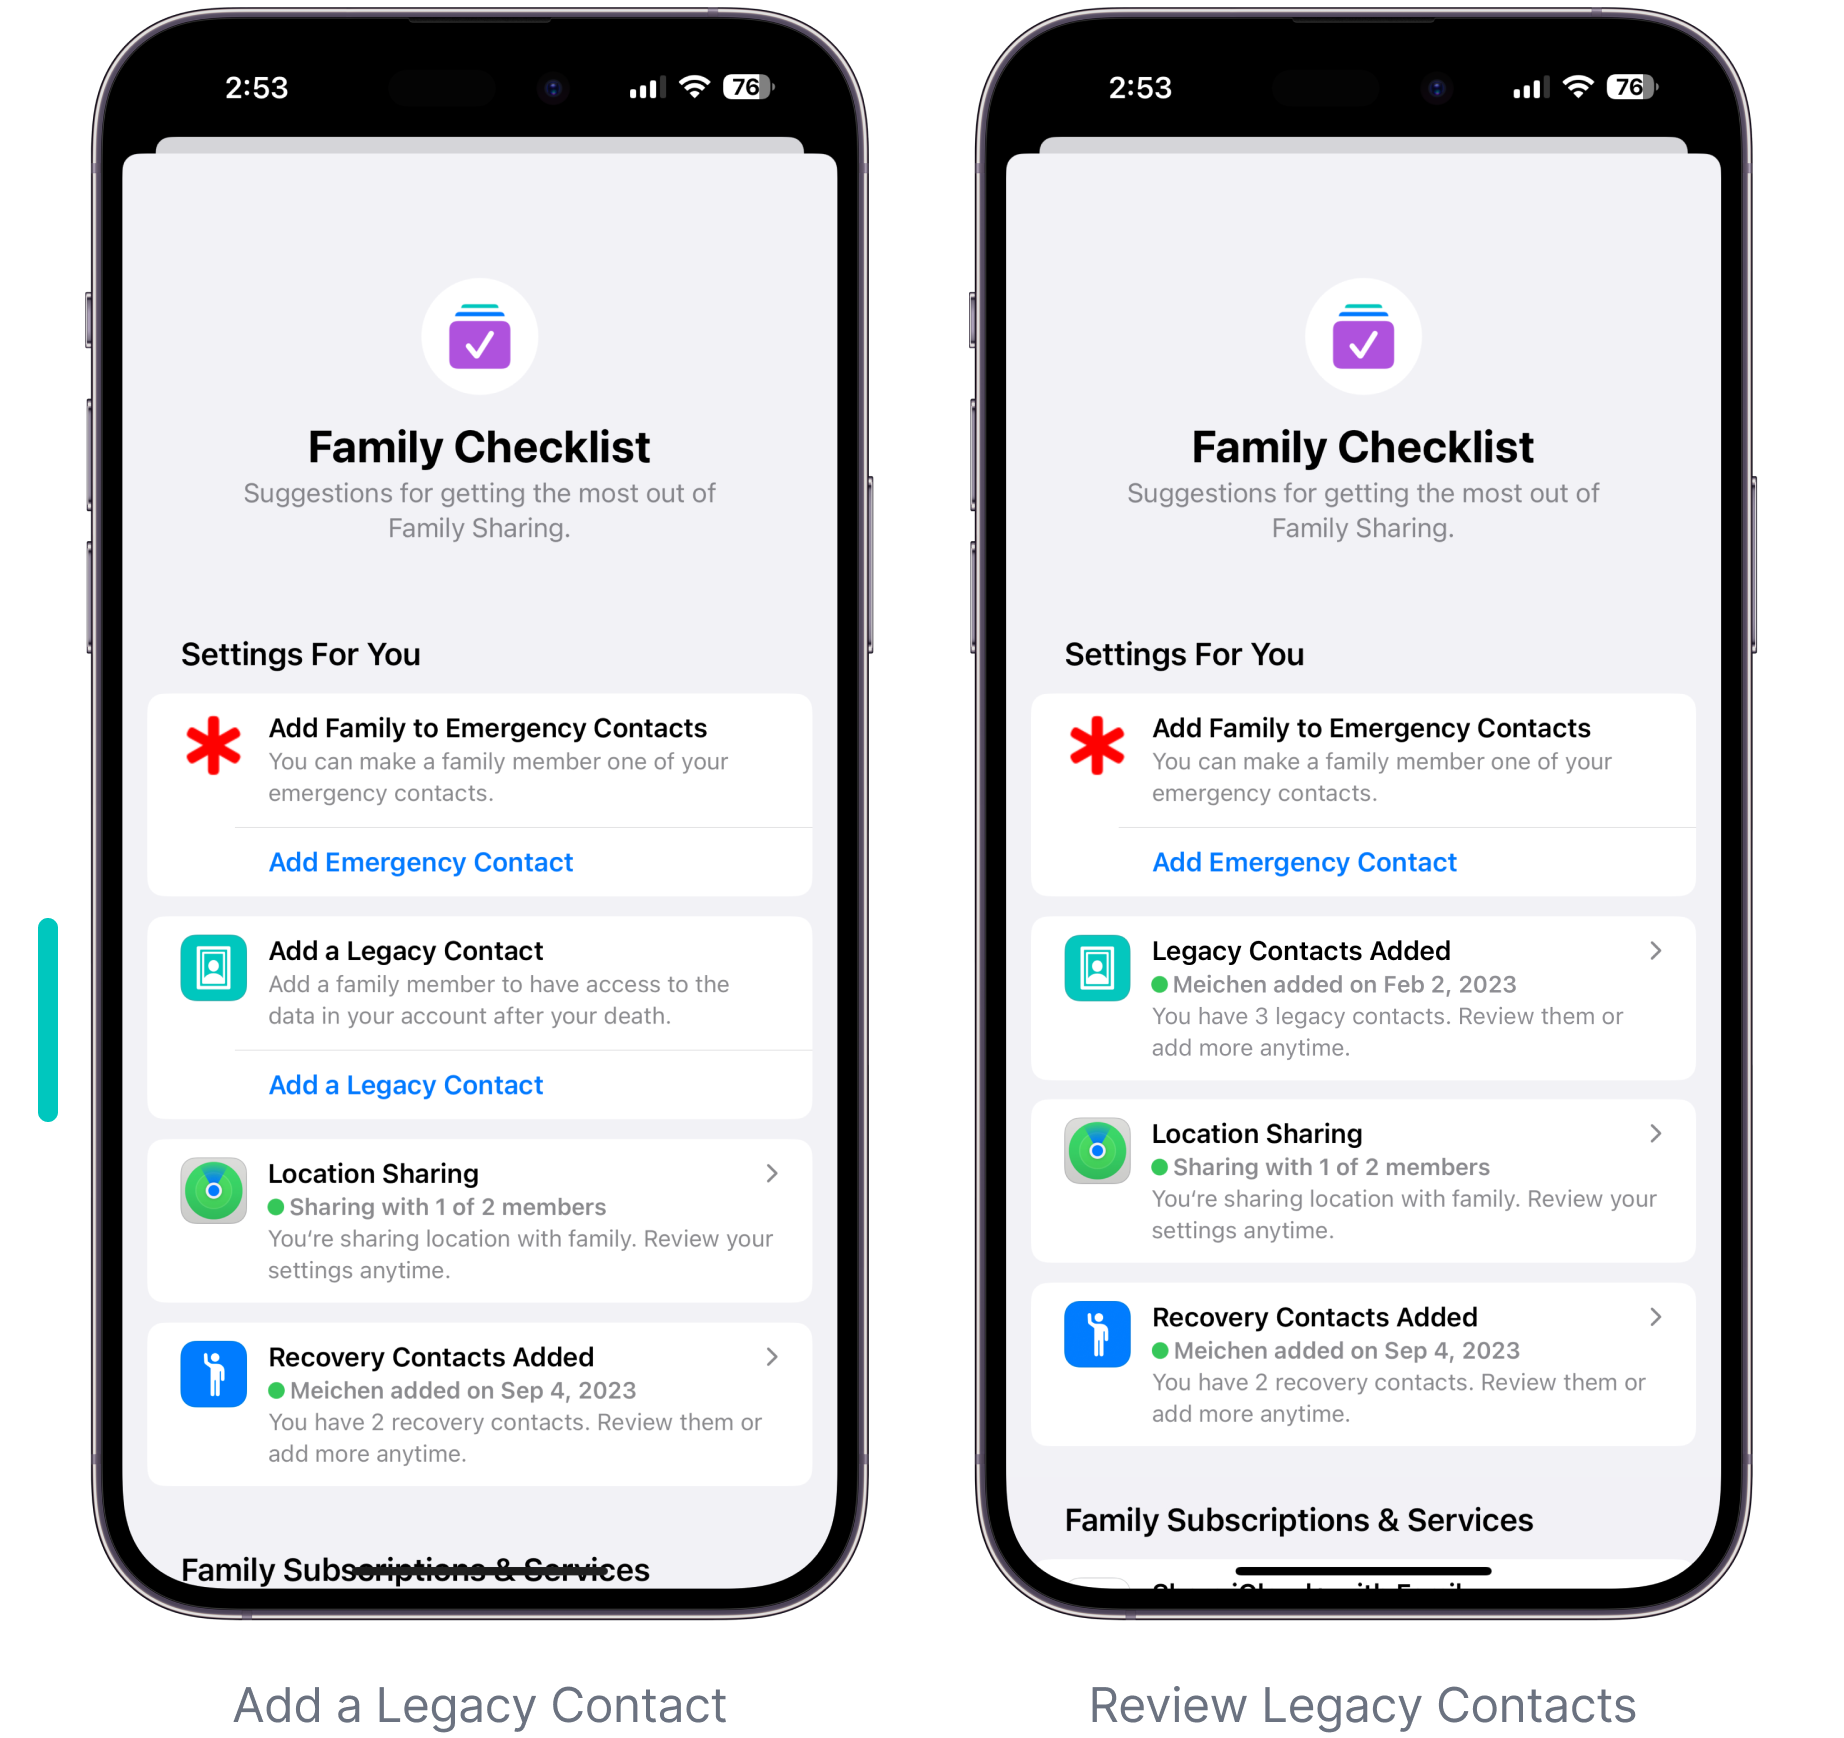 2:53
76
Family Checklist
Suggestions for getting the most out of
Family Sharing.
Settings For You
Add Family to Emergency Contacts
You can make a family member one of your
emergency contacts.
Add Emergency Contact
Add a Legacy Contact
Add a family member to have access to the
data in your account after your death.
Add a Legacy Contact
Location Sharing
Sharing with 1 of 2 members
You're sharing location with family. Review your
settings anytime.
Recovery Contacts Added
Meichen added on Sep 4, 2023
You have 2 recovery contacts. Review them or
add more anytime.
Family Subscriptions & Services
Add a Legacy Contact
2:53
76
Family Checklist
Suggestions for getting the most out of
Family Sharing.
Settings For You
Add Family to Emergency Contacts
You can make a family member one of your
emergency contacts.
Add Emergency Contact
Legacy Contacts Added
Meichen added on Feb 2, 2023
You have 3 legacy contacts. Review them or
add more anytime.
Location Sharing
Sharing with 1 of 2 members
You're sharing location with family. Review your
settings anytime.
Recovery Contacts Added
Meichen added on Sep 4, 2023
You have 2 recovery contacts. Review them or
add more anytime.
Family Subscriptions & Services
Review Legacy Contacts